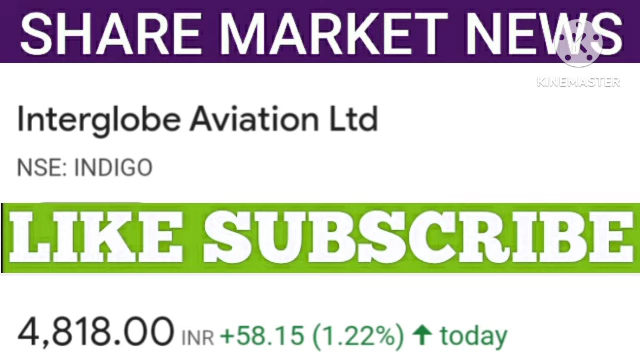 SHARE MARKET NEWS
KINEMASTER
Interglobe Aviation Ltd
NSE: INDIGO
LIKE SUBSCRIBE
4,818.00 INR +58.15 (1.22%) ↑ today